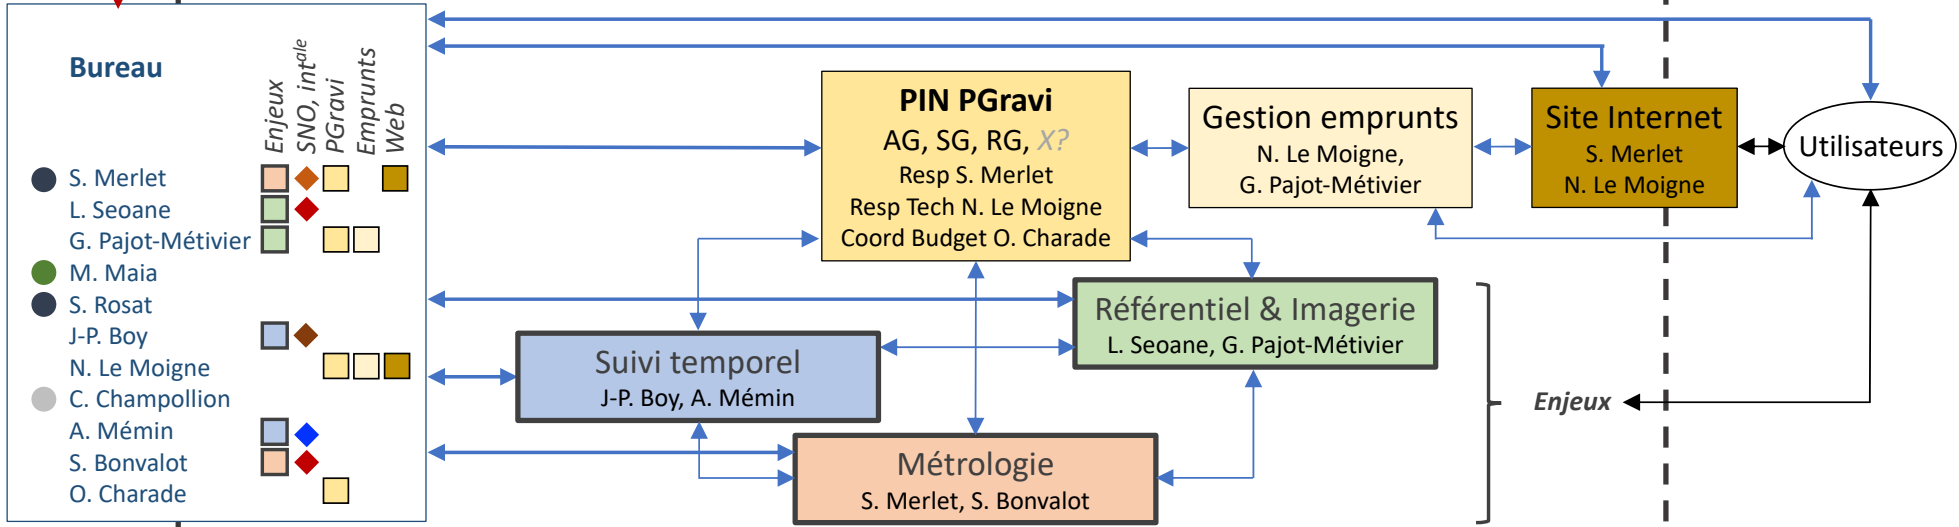 Bureau
Enjeux
SNO, int^ale
PGravi
Emprunts
Web
S. Merlet
L. Seoane
G. Pajot-Métivier
M. Maia
S. Rosat
J-P. Boy
N. Le Moigne
C. Champollion
A. Mémin
S. Bonvalot
O. Charade
PIN PGravi
AG, SG, RG, X?
Resp S. Merlet
Resp Tech N. Le Moigne
Coord Budget O. Charade
Gestion emprunts
N. Le Moigne,
G. Pajot-Métivier
Site Internet
S. Merlet
N. Le Moigne
Utilisateurs
Référentiel & Imagerie
L. Seoane, G. Pajot-Métivier
Suivi temporel
J-P. Boy, A. Mémin
Enjeux
Métrologie
S. Merlet, S. Bonvalot